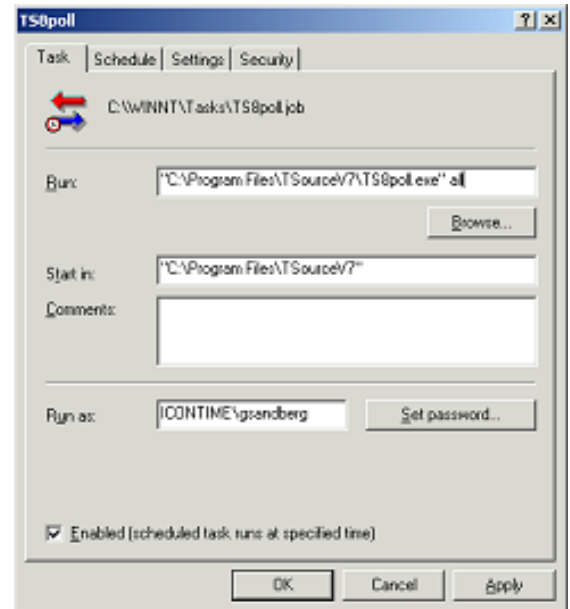 TS8poll
Task Schedule Settings Security
C:\WINNT\Tasks\TS8poll.job
Run: "C:\Program Files\TSourceV7\TS8poll.exe" all
Browse...
Start in: "C:\Program Files\TSourceV7"
Comments:
Run as: ICONTIME\gsandberg Set password...
Enabled (scheduled task runs at specified time)
OK Cancel Apply